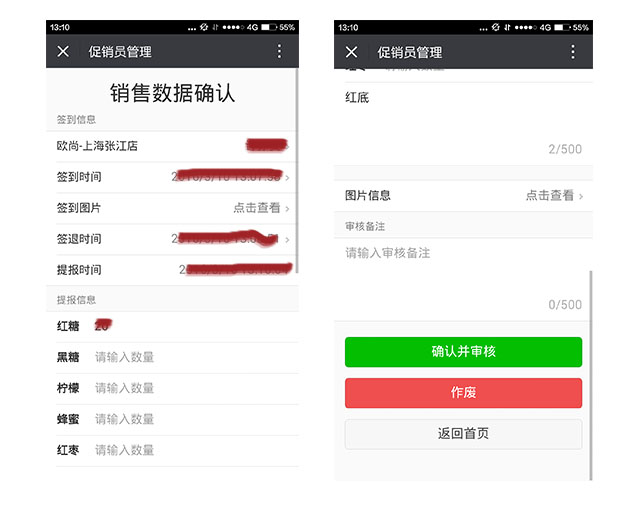 13:10
4G
55%
促销员管理
销售数据确认
签到信息
欧尚-上海张江店
签到时间
签到图片 点击查看
签退时间
提报时间
提报信息
红糖
黑糖 请输入数量
柠檬 请输入数量
蜂蜜 请输入数量
红枣 请输入数量
13:10
4G
55%
促销员管理
红底
2/500
图片信息 点击查看
审核备注
请输入审核备注
0/500
确认并审核
作废
返回首页